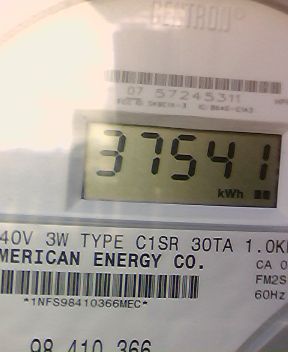 CENTRON®
07 57245311
37541
kWh
40V 3W TYPE C1SR 30TA 1.0K
MERICAN ENERGY CO.
CA 0
FM2S
60Hz
*1NFS98410366MEC*
98 410 366